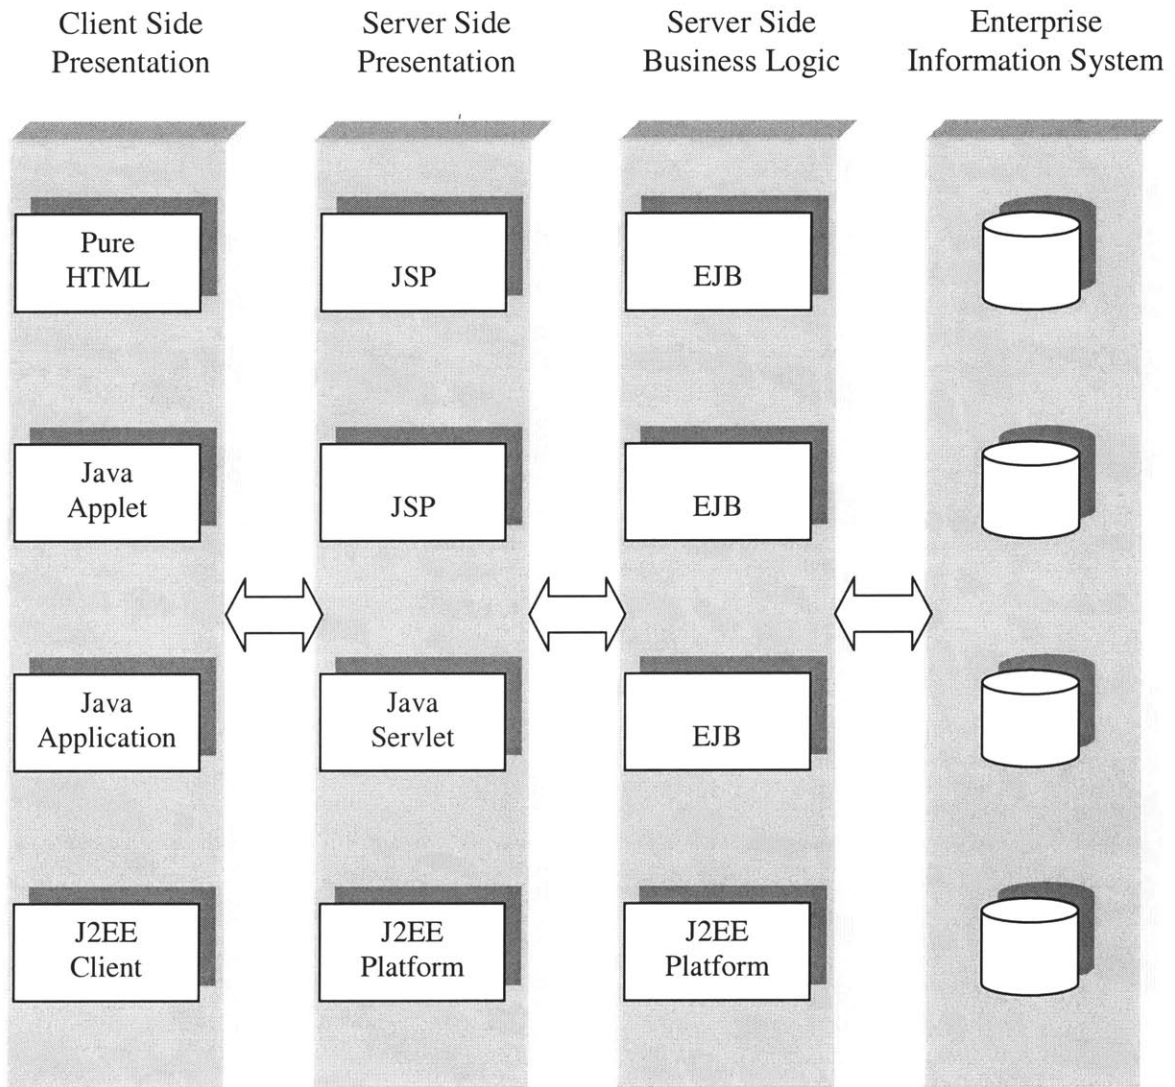 Client Side
Presentation
Server Side
Presentation
Server Side
Business Logic
Enterprise
Information System
Pure
HTML
JSP
EJB
Java
Applet
JSP
EJB
Java
Application
Java
Servlet
EJB
J2EE
Client
J2EE
Platform
J2EE
Platform